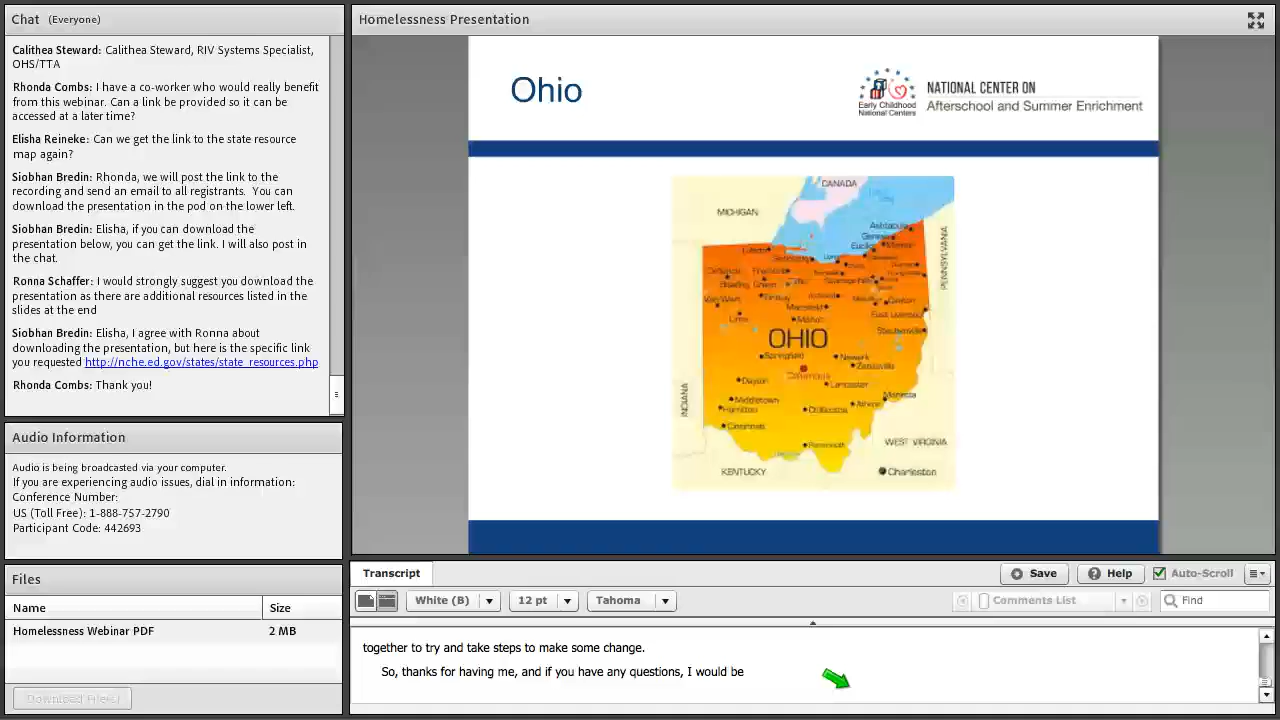 Chat (Everyone)
Calithea Steward: Calithea Steward, RIV Systems Specialist,
OHS/TTA
Rhonda Combs: I have a co-worker who would really benefit
from this webinar. Can a link be provided so it can be
accessed at a later time?
Elisha Reineke: Can we get the link to the state resource
map again?
Siobhan Bredin: Rhonda, we will post the link to the
recording and send an email to all registrants. You can
download the presentation in the pod on the lower left.
Siobhan Bredin: Elisha, if you can download the
presentation below, you can get the link. I will also post in
the chat.
Ronna Schaffer: I would strongly suggest you download the
presentation as there are additional resources listed in the
slides at the end
Siobhan Bredin: Elisha, I agree with Ronna about
downloading the presentation, but here is the specific link
you requested http://nche.ed.gov/states/state_resources.php
Rhonda Combs: Thank you!
Audio Information
Audio is being broadcasted via your computer.
If you are experiencing audio issues, dial in information:
Conference Number:
US (Toll Free): 1-888-757-2790
Participant Code: 442693
Files
Name Size
Homelessness Webinar PDF 2 MB
Download File(s)
Homelessness Presentation
Ohio
Early Childhood
National Centers
NATIONAL CENTER ON
Afterschool and Summer Enrichment
CANADA
MICHIGAN
PENNSYLVANIA
Ashtabula
Mansfield
Marion
Lima
Canton
East Liverpool
Steubenville
OHIO
Springfield
Newark
Zanesville
Columbus
Dayton
Lancaster
Marietta
Middletown
Hamilton
Chillicothe
Athens
INDIANA
Cincinnati
Portsmouth
WEST VIRGINIA
KENTUCKY
Charleston
Transcript
Save
Help
Auto-Scroll
White (B)
12 pt
Tahoma
Comments List
Find
together to try and take steps to make some change.
So, thanks for having me, and if you have any questions, I would be